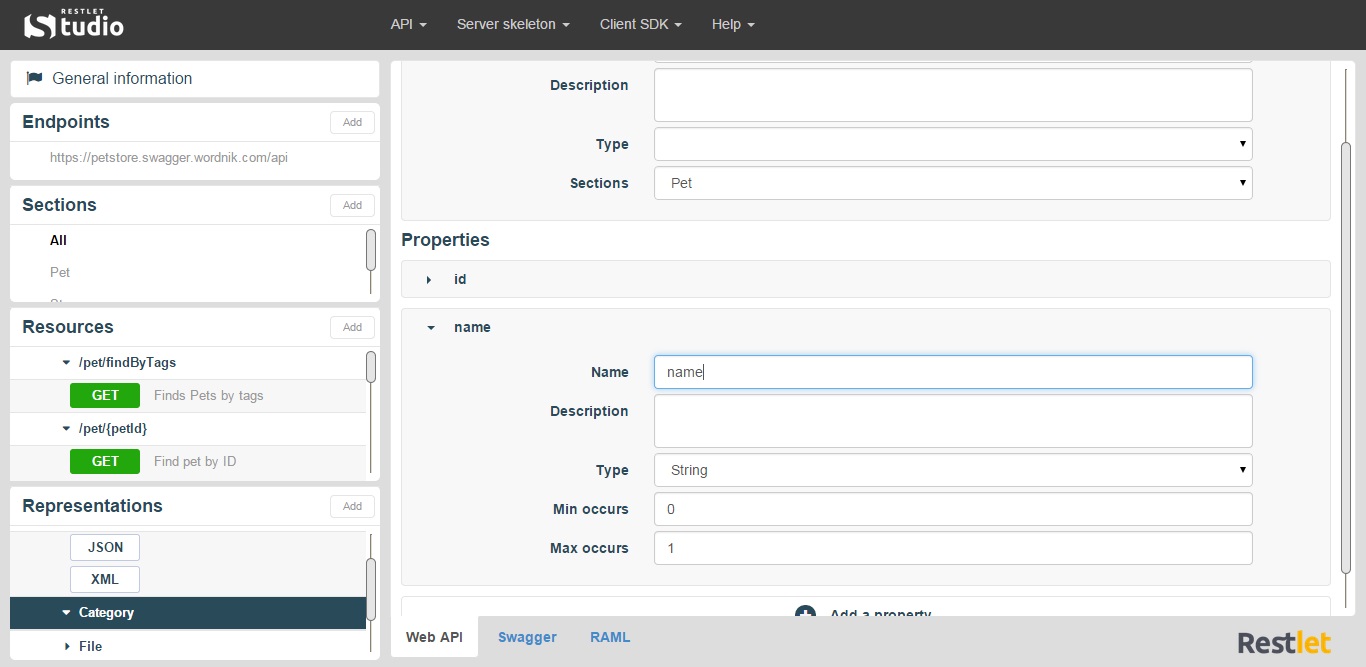 RESTLET
Studio
API
Server skeleton
Client SDK
Help
General information
Endpoints
Add
https://petstore.swagger.wordnik.com/api
Sections
Add
All
Pet
Resources
Add
/pet/findByTags
GET Finds Pets by tags
/pet/{petId}
GET Find pet by ID
Representations
Add
JSON
XML
Category
File
Description
Type
Sections Pet
Properties
id
name
Name name
Description
Type String
Min occurs 0
Max occurs 1
Add a property
Web API
Swagger
RAML
Restlet